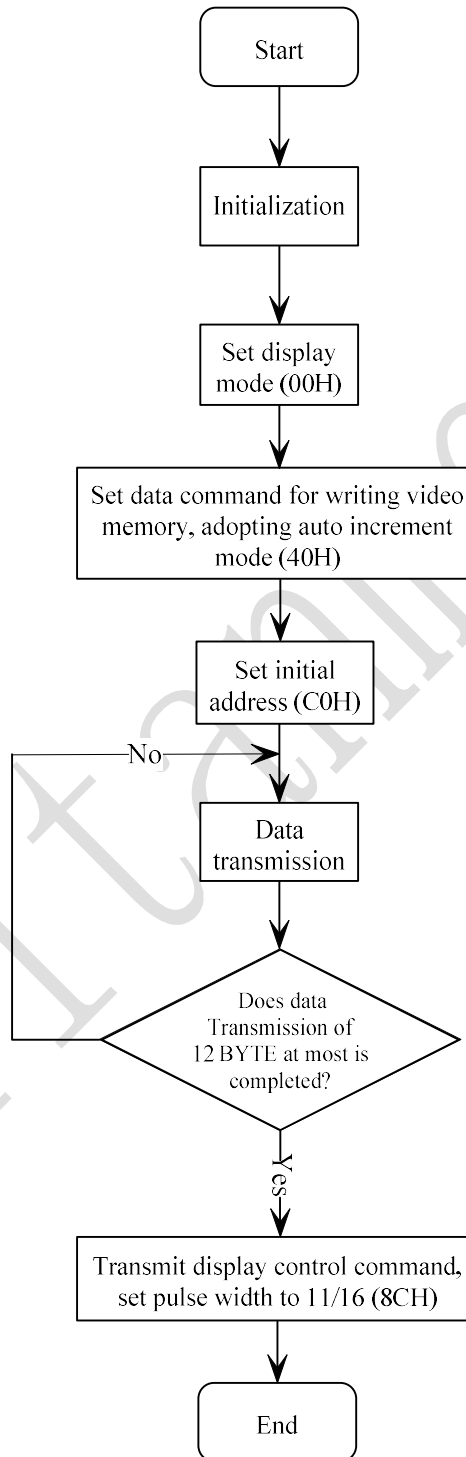 Start
Initialization
Set display
mode (00H)
Set data command for writing video
memory, adopting auto increment
mode (40H)
Set initial
address (C0H)
No
Data
transmission
Does data
Transmission of
12 BYTE at most is
completed?
Yes
Transmit display control command,
set pulse width to 11/16 (8CH)
End